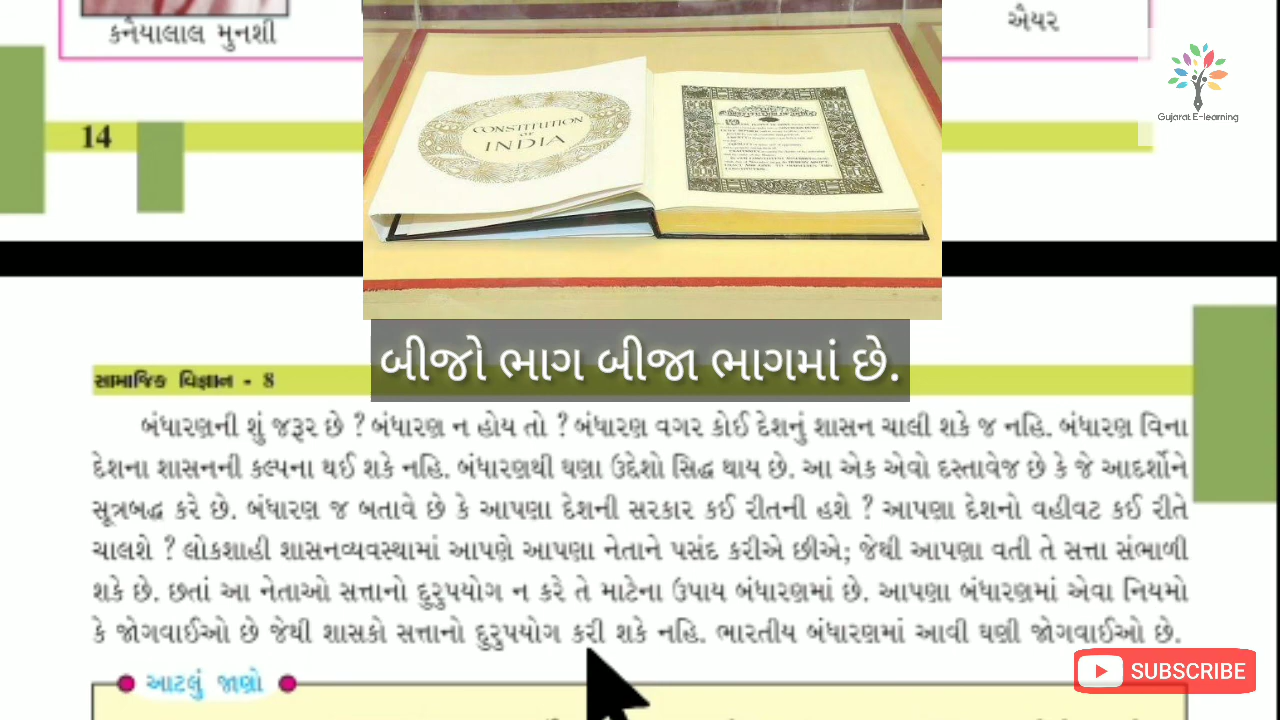 કનૈયાલાલ મુનશી
ઐયર
Gujarat E-learning
14
CONSTITUTION
OF
INDIA
બીજો ભાગ બીજા ભાગમાં છે.
સામાજિક વિજ્ઞાન - 8
બંધારણની શું જરૂર છે ? બંધારણ ન હોય તો ? બંધારણ વગર કોઈ દેશનું શાસન ચાલી શકે જ નહિ. બંધારણ વિના
દેશના શાસનની કલ્પના થઈ શકે નહિ. બંધારણથી ઘણા ઉદ્દેશો સિદ્ધ થાય છે. આ એક એવો દસ્તાવેજ છે કે જે આદર્શોને
સૂત્રબદ્ધ કરે છે. બંધારણ જ બતાવે છે કે આપણા દેશની સરકાર કઈ રીતની હશે ? આપણા દેશનો વહીવટ કઈ રીતે
ચાલશે ? લોકશાહી શાસનવ્યવસ્થામાં આપણે આપણા નેતાને પસંદ કરીએ છીએ; જેથી આપણા વતી તે સત્તા સંભાળી
શકે છે. છતાં આ નેતાઓ સત્તાનો દુરુપયોગ ન કરે તે માટેના ઉપાય બંધારણમાં છે. આપણા બંધારણમાં એવા નિયમો
કે જોગવાઈઓ છે જેથી શાસકો સત્તાનો દુરુપયોગ કરી શકે નહિ. ભારતીય બંધારણમાં આવી ઘણી જોગવાઈઓ છે.
SUBSCRIBE
આટલું જાણો